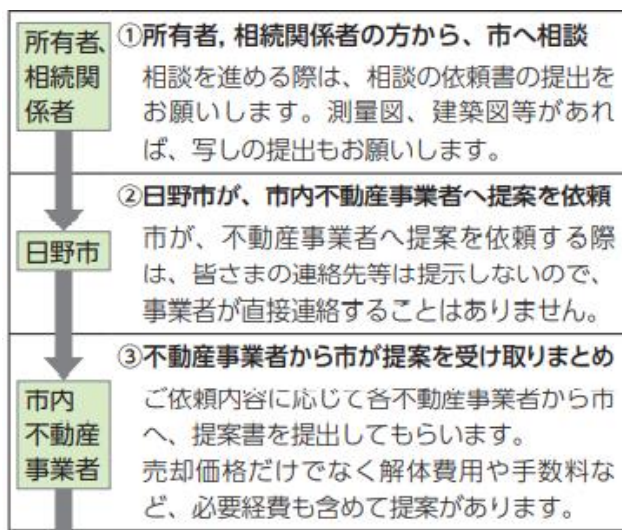 所有者、
相続関
係者
①所有者, 相続関係者の方から、市へ相談
相談を進める際は、相談の依頼書の提出を
お願いします。測量図、建築図等があれ
ば、写しの提出もお願いします。
日野市
②日野市が、市内不動産事業者へ提案を依頼
市が、不動産事業者へ提案を依頼する際
は、皆さまの連絡先等は提示しないので、
事業者が直接連絡することはありません。
市内
不動産
事業者
③不動産事業者から市が提案を受け取りまとめ
ご依頼内容に応じて各不動産事業者から市
へ、提案書を提出してもらいます。
売却価格だけでなく解体費用や手数料な
ど、必要経費も含めて提案があります。